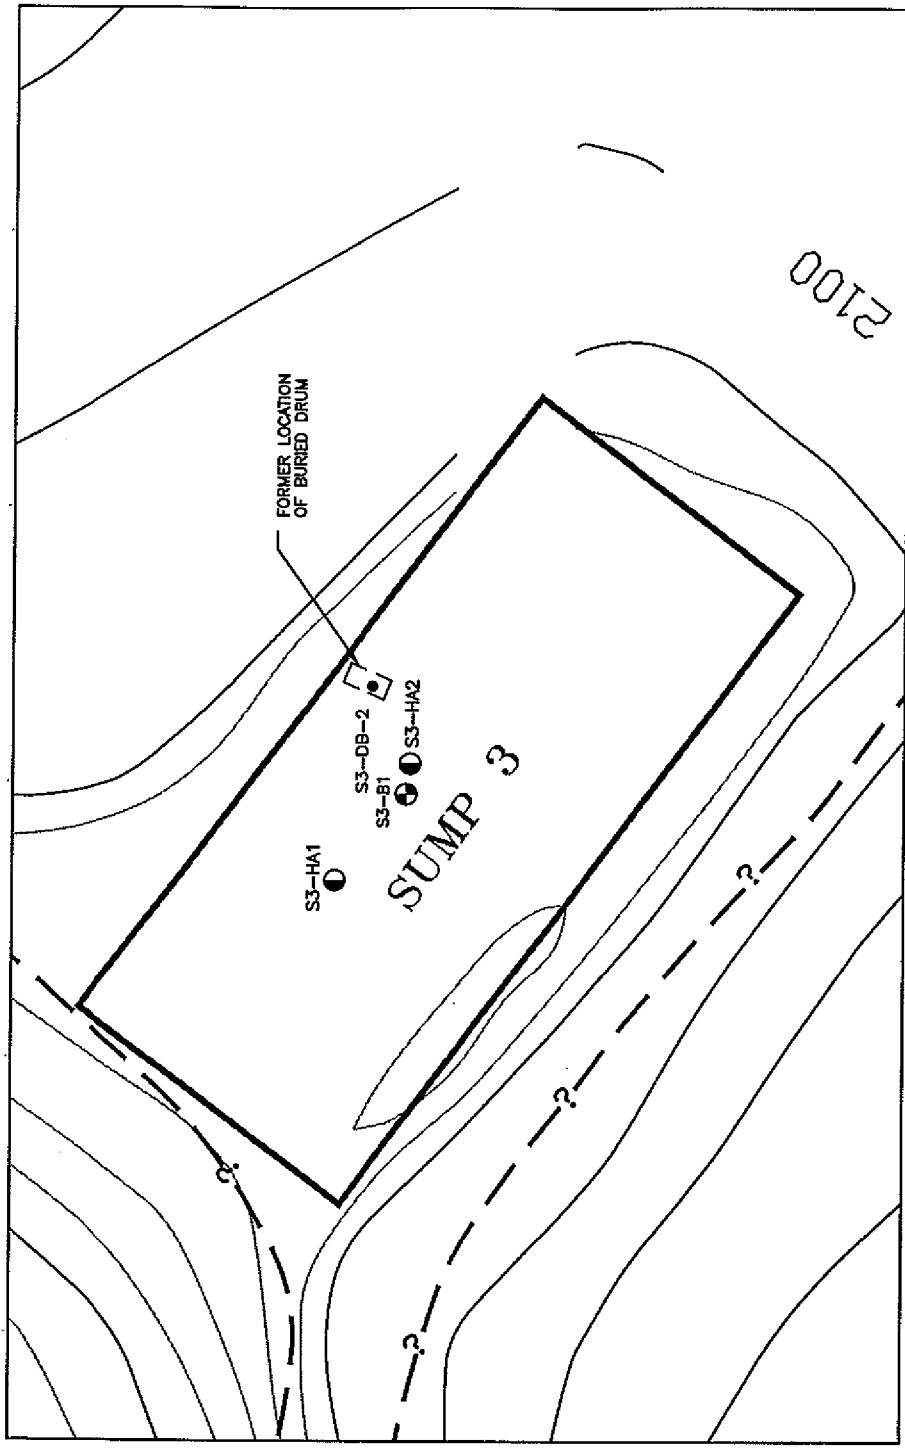 2100
FORMER LOCATION
OF BURIED DRUM
S3-DB-2
S3-HA2
S3-B1
S3-HA1
SUMP 3
?
?
?
?